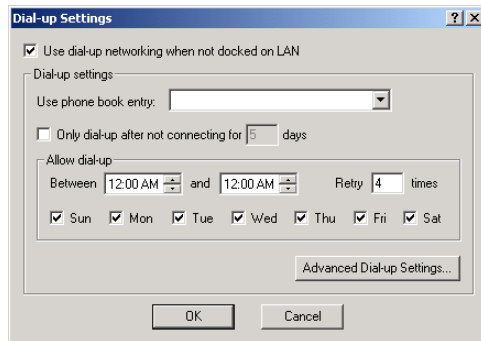 Dial-up Settings
Use dial-up networking when not docked on LAN
Dial-up settings
Use phone book entry:
Only dial-up after not connecting for 5 days
Allow dial-up
Between 12:00 AM and 12:00 AM Retry 4 times
Sun Mon Tue Wed Thu Fri Sat
Advanced Dial-up Settings...
OK Cancel